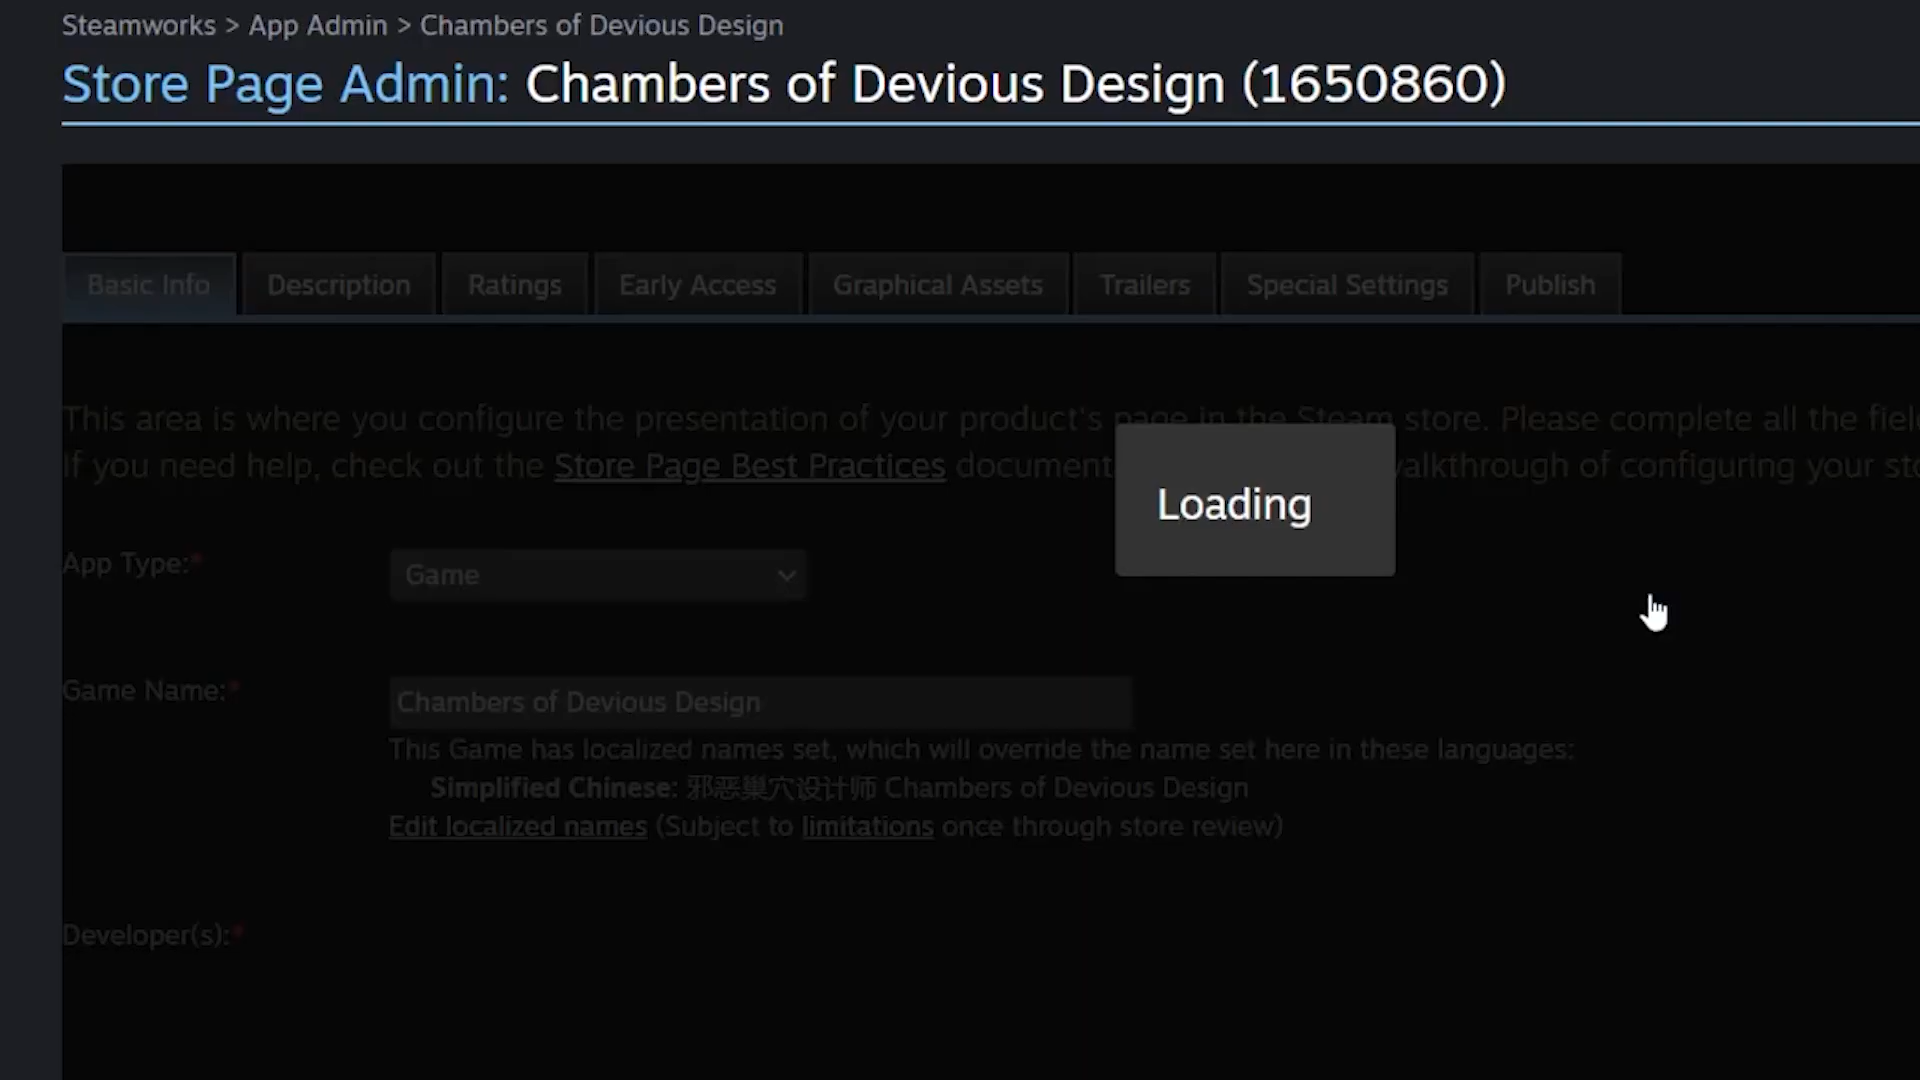 Steamworks > App Admin > Chambers of Devious Design
Store Page Admin: Chambers of Devious Design (1650860)
Basic Info
Description
Ratings
Early Access
Graphical Assets
Trailers
Special Settings
Publish
This area is where you configure the presentation of your product's page in the Steam store. Please complete all the
If you need help, check out the Store Page Best Practices document of configuring your
Loading
App Type:*
Game
Game Name:*
Chambers of Devious Design
This Game has localized names set, which will override the name set here in these languages:
Simplified Chinese: 邪恶巢穴设计师 Chambers of Devious Design
Edit localized names (Subject to limitations once through store review)
Developer(s):*